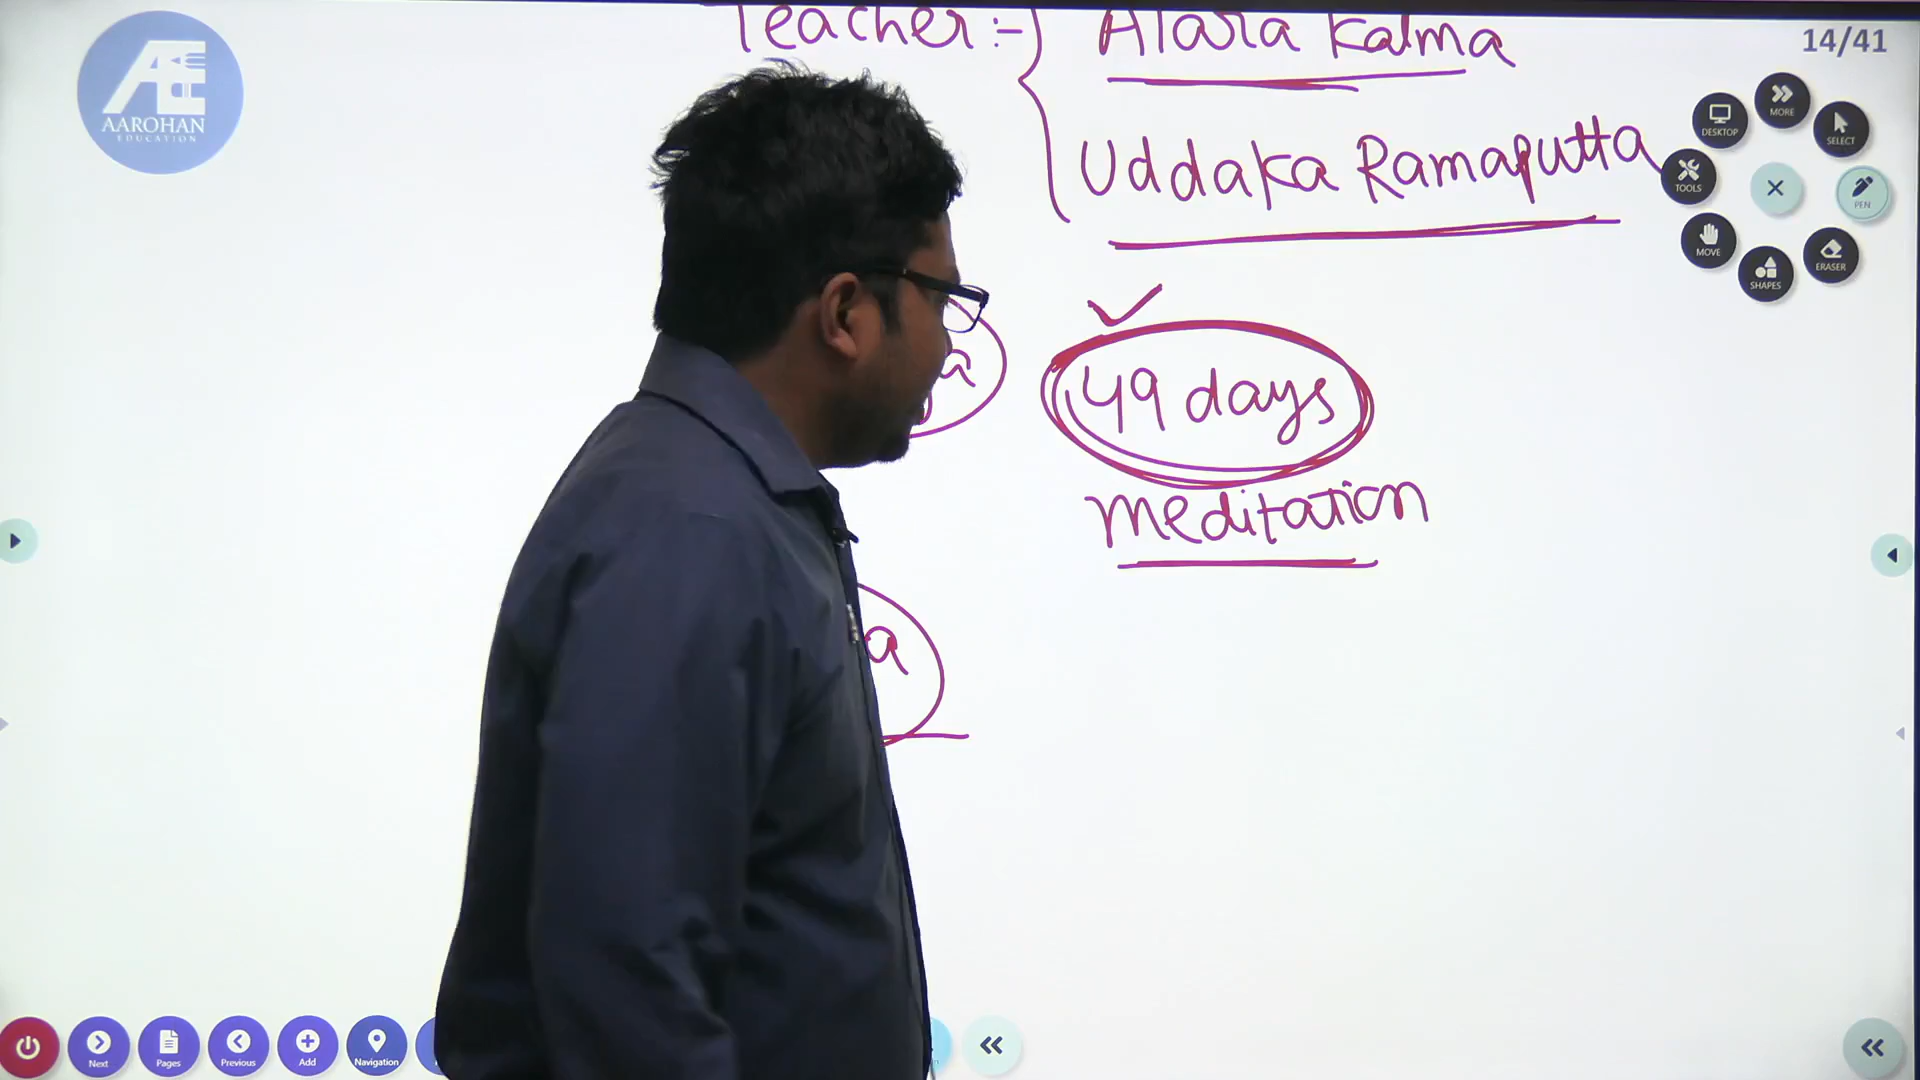 Teacher :- Alara Kalma
14/41
AAROHAN
EDUCATION
Uddaka Ramaputta
MORE
DESKTOP
SELECT
TOOLS
PEN
MOVE
ERASER
SHAPES
49 days
meditation
Next
Pages
Previous
Add
Navigation